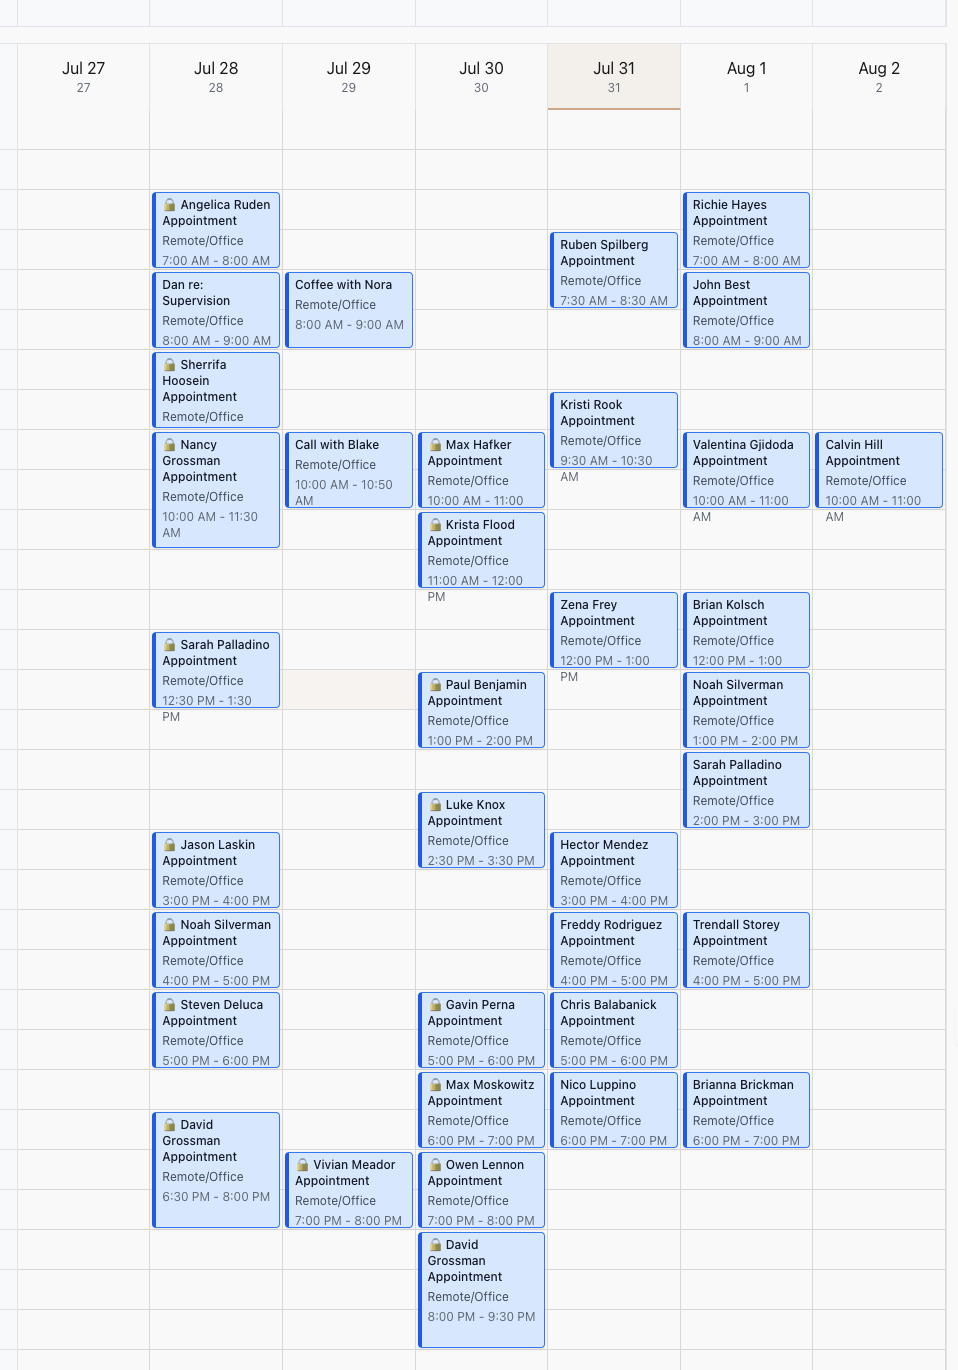 Jul 27
27
Jul 28
28
Jul 29
29
Jul 30
30
Jul 31
31
Aug 1
1
Aug 2
2
🔒 Angelica Ruden
Appointment
Remote/Office
7:00 AM - 8:00 AM
Dan re:
Supervision
Remote/Office
8:00 AM - 9:00 AM
🔒 Sherrifa
Hoosein
Appointment
Remote/Office
🔒 Nancy
Grossman
Appointment
Remote/Office
10:00 AM - 11:30
AM
🔒 Sarah Palladino
Appointment
Remote/Office
12:30 PM - 1:30
PM
🔒 Jason Laskin
Appointment
Remote/Office
3:00 PM - 4:00 PM
🔒 Noah Silverman
Appointment
Remote/Office
4:00 PM - 5:00 PM
🔒 Steven Deluca
Appointment
Remote/Office
5:00 PM - 6:00 PM
🔒 David
Grossman
Appointment
Remote/Office
6:30 PM - 8:00 PM
Coffee with Nora
Remote/Office
8:00 AM - 9:00 AM
Call with Blake
Remote/Office
10:00 AM - 10:50
AM
🔒 Vivian Meador
Appointment
Remote/Office
7:00 PM - 8:00 PM
🔒 Max Hafker
Appointment
Remote/Office
10:00 AM - 11:00
🔒 Krista Flood
Appointment
Remote/Office
11:00 AM - 12:00
PM
🔒 Paul Benjamin
Appointment
Remote/Office
1:00 PM - 2:00 PM
🔒 Luke Knox
Appointment
Remote/Office
2:30 PM - 3:30 PM
🔒 Gavin Perna
Appointment
Remote/Office
5:00 PM - 6:00 PM
🔒 Max Moskowitz
Appointment
Remote/Office
6:00 PM - 7:00 PM
🔒 Owen Lennon
Appointment
Remote/Office
7:00 PM - 8:00 PM
🔒 David
Grossman
Appointment
Remote/Office
8:00 PM - 9:30 PM
Ruben Spilberg
Appointment
Remote/Office
7:30 AM - 8:30 AM
Kristi Rook
Appointment
Remote/Office
9:30 AM - 10:30
AM
Zena Frey
Appointment
Remote/Office
12:00 PM - 1:00
PM
Hector Mendez
Appointment
Remote/Office
3:00 PM - 4:00 PM
Freddy Rodriguez
Appointment
Remote/Office
4:00 PM - 5:00 PM
Chris Balabanick
Appointment
Remote/Office
5:00 PM - 6:00 PM
Nico Luppino
Appointment
Remote/Office
6:00 PM - 7:00 PM
Richie Hayes
Appointment
Remote/Office
7:00 AM - 8:00 AM
John Best
Appointment
Remote/Office
8:00 AM - 9:00 AM
Valentina Gjidoda
Appointment
Remote/Office
10:00 AM - 11:00
AM
Brian Kolsch
Appointment
Remote/Office
12:00 PM - 1:00
Noah Silverman
Appointment
Remote/Office
1:00 PM - 2:00 PM
Sarah Palladino
Appointment
Remote/Office
2:00 PM - 3:00 PM
Trendall Storey
Appointment
Remote/Office
4:00 PM - 5:00 PM
Brianna Brickman
Appointment
Remote/Office
6:00 PM - 7:00 PM
Calvin Hill
Appointment
Remote/Office
10:00 AM - 11:00
AM